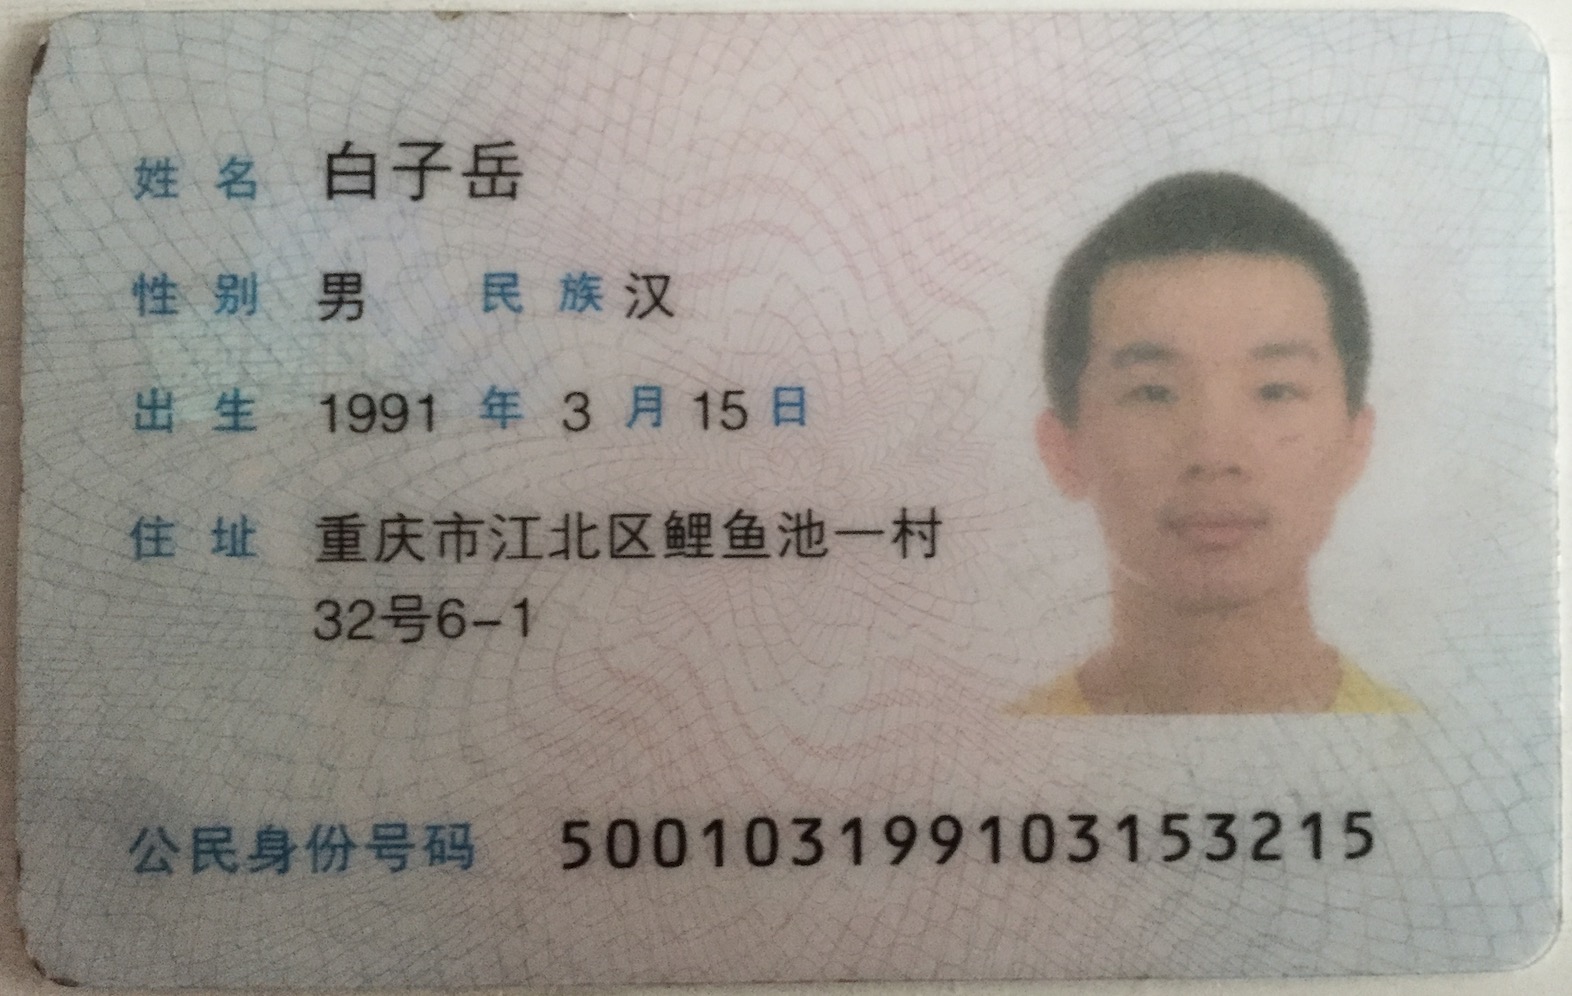 姓名 白子岳
性别 男 民族 汉
出生 1991 年 3 月 15 日
住址 重庆市江北区鲤鱼池一村
32号6-1
公民身份号码 500103199103153215